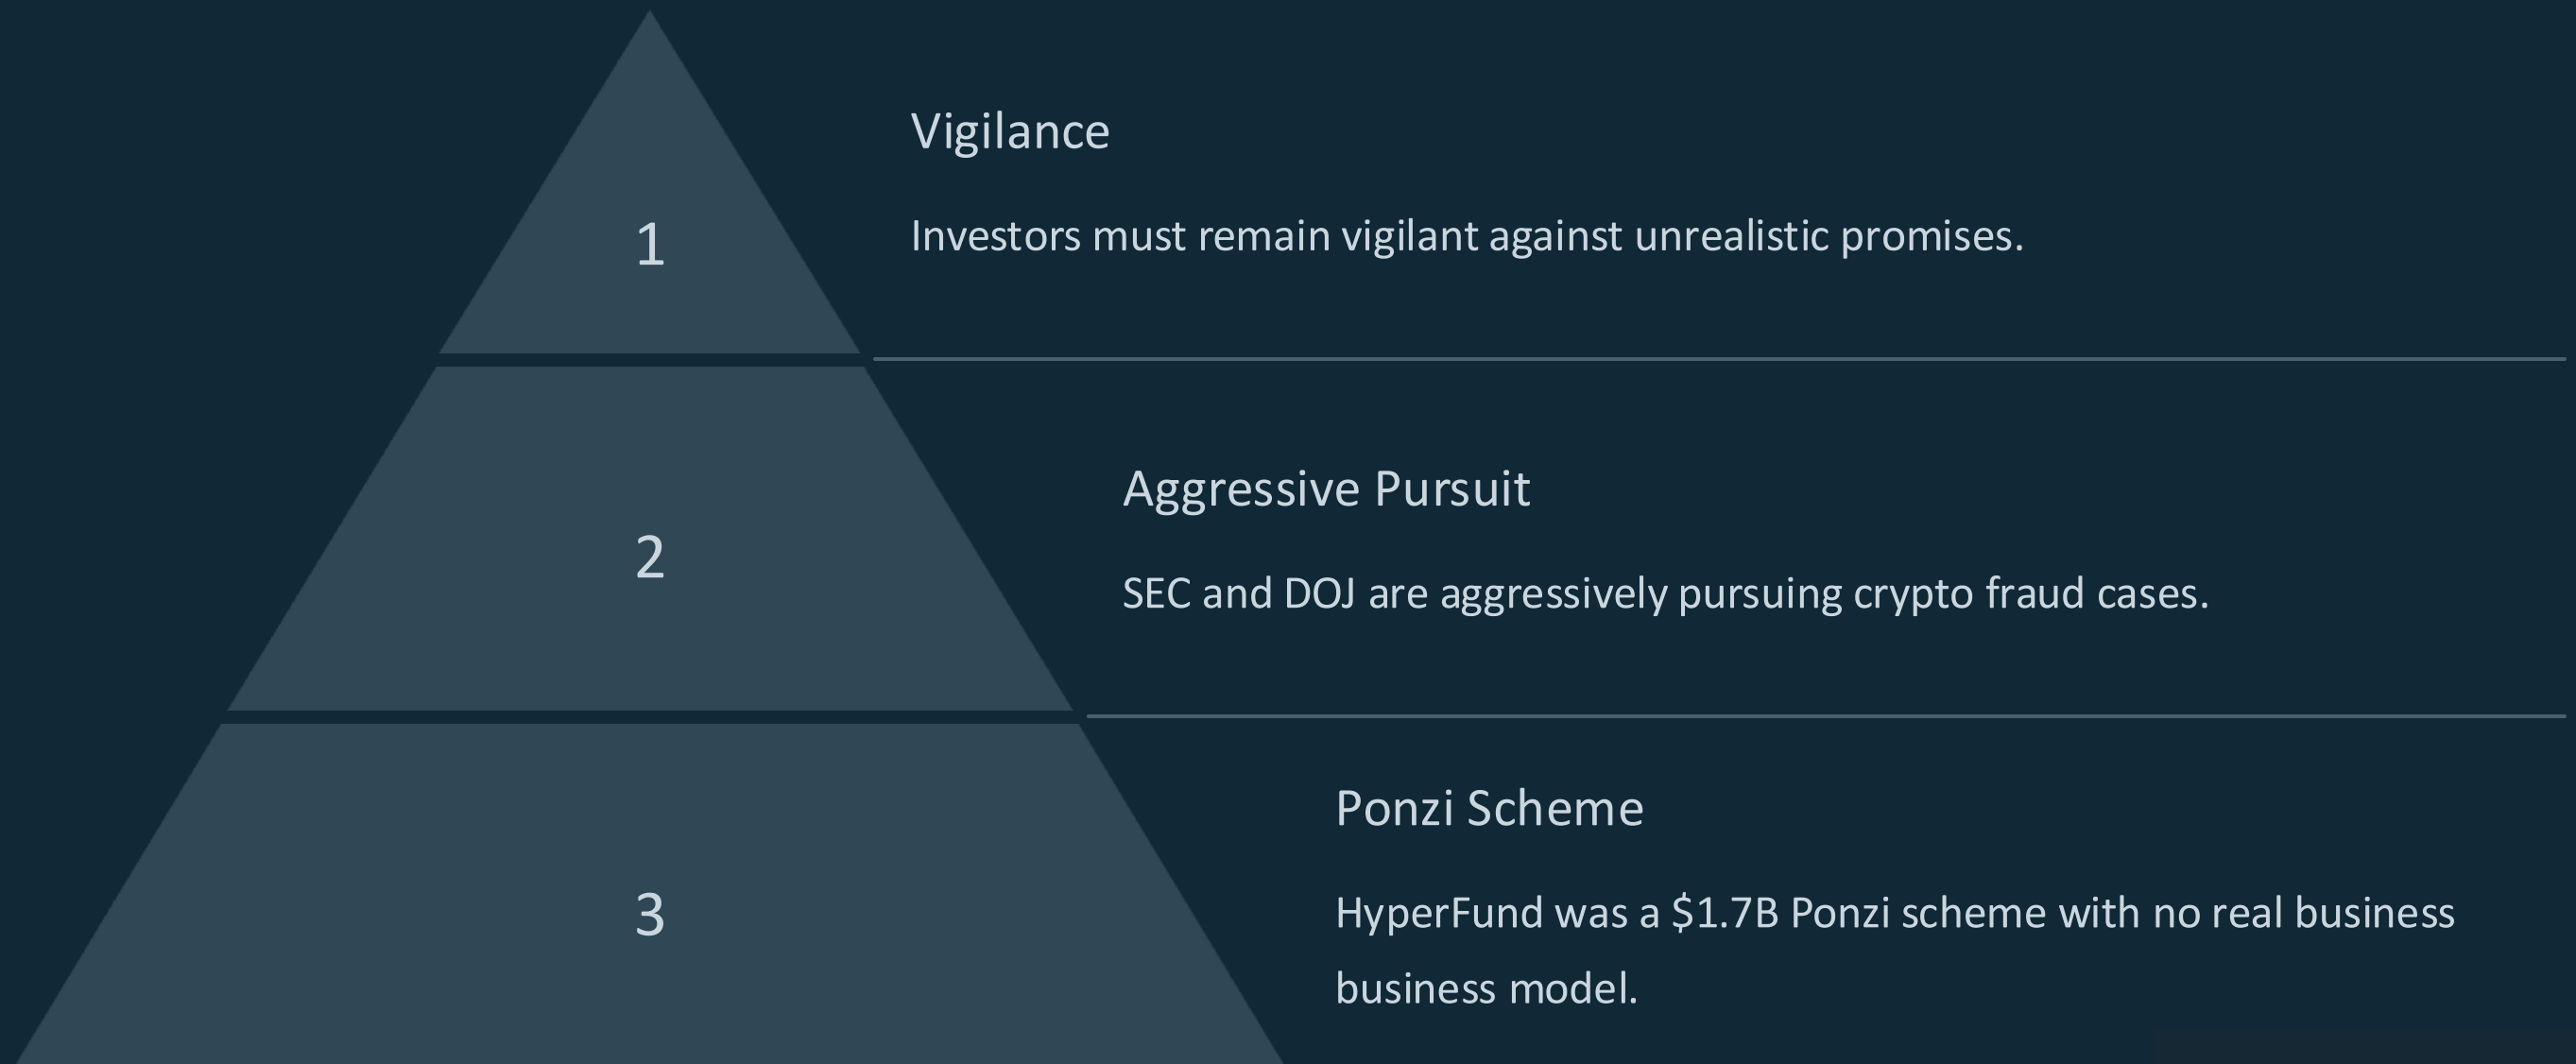 Vigilance
1
Investors must remain vigilant against unrealistic promises.
Aggressive Pursuit
2
SEC and DOJ are aggressively pursuing crypto fraud cases.
Ponzi Scheme
3
HyperFund was a $1.7B Ponzi scheme with no real business
business model.